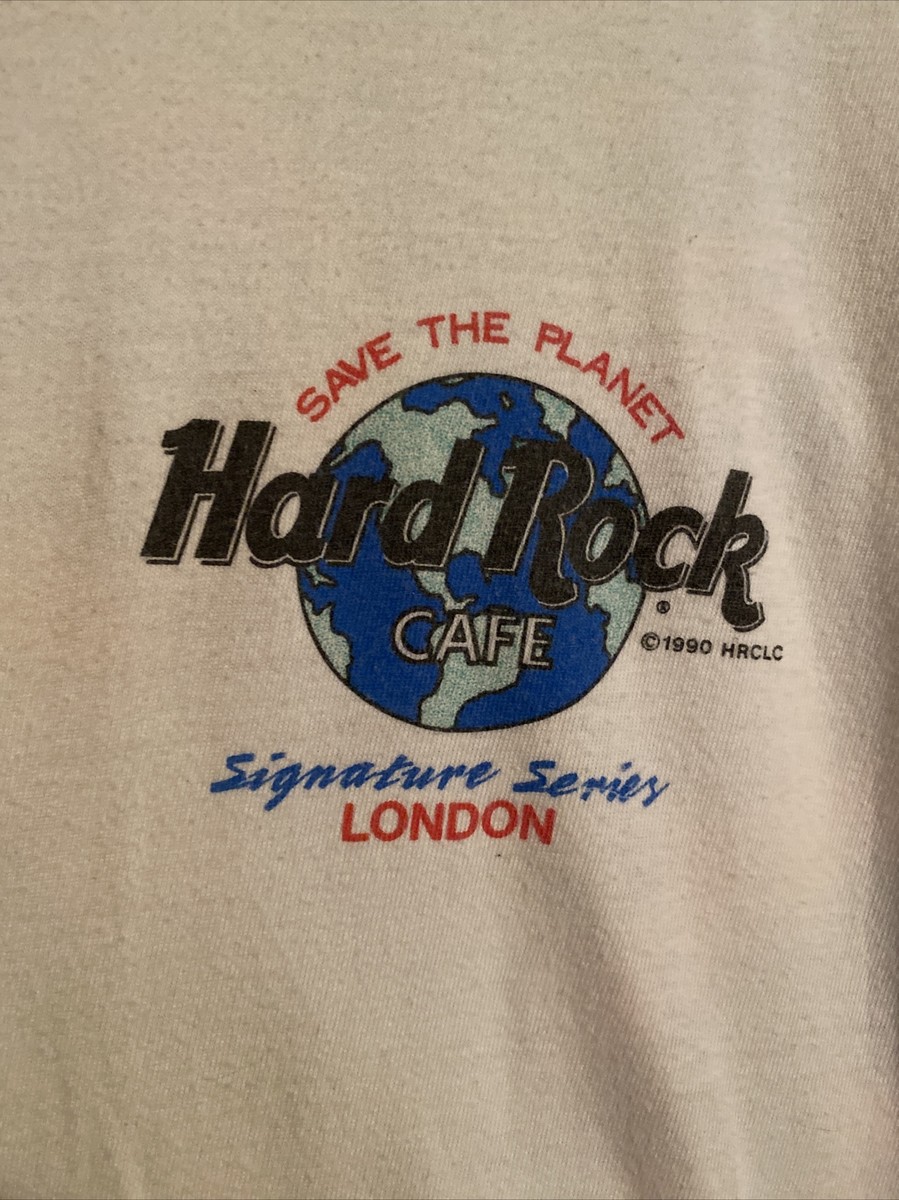 SAVE THE PLANET
Hard Rock
®
CAFE
©1990 HRCLC
Signature Series
LONDON